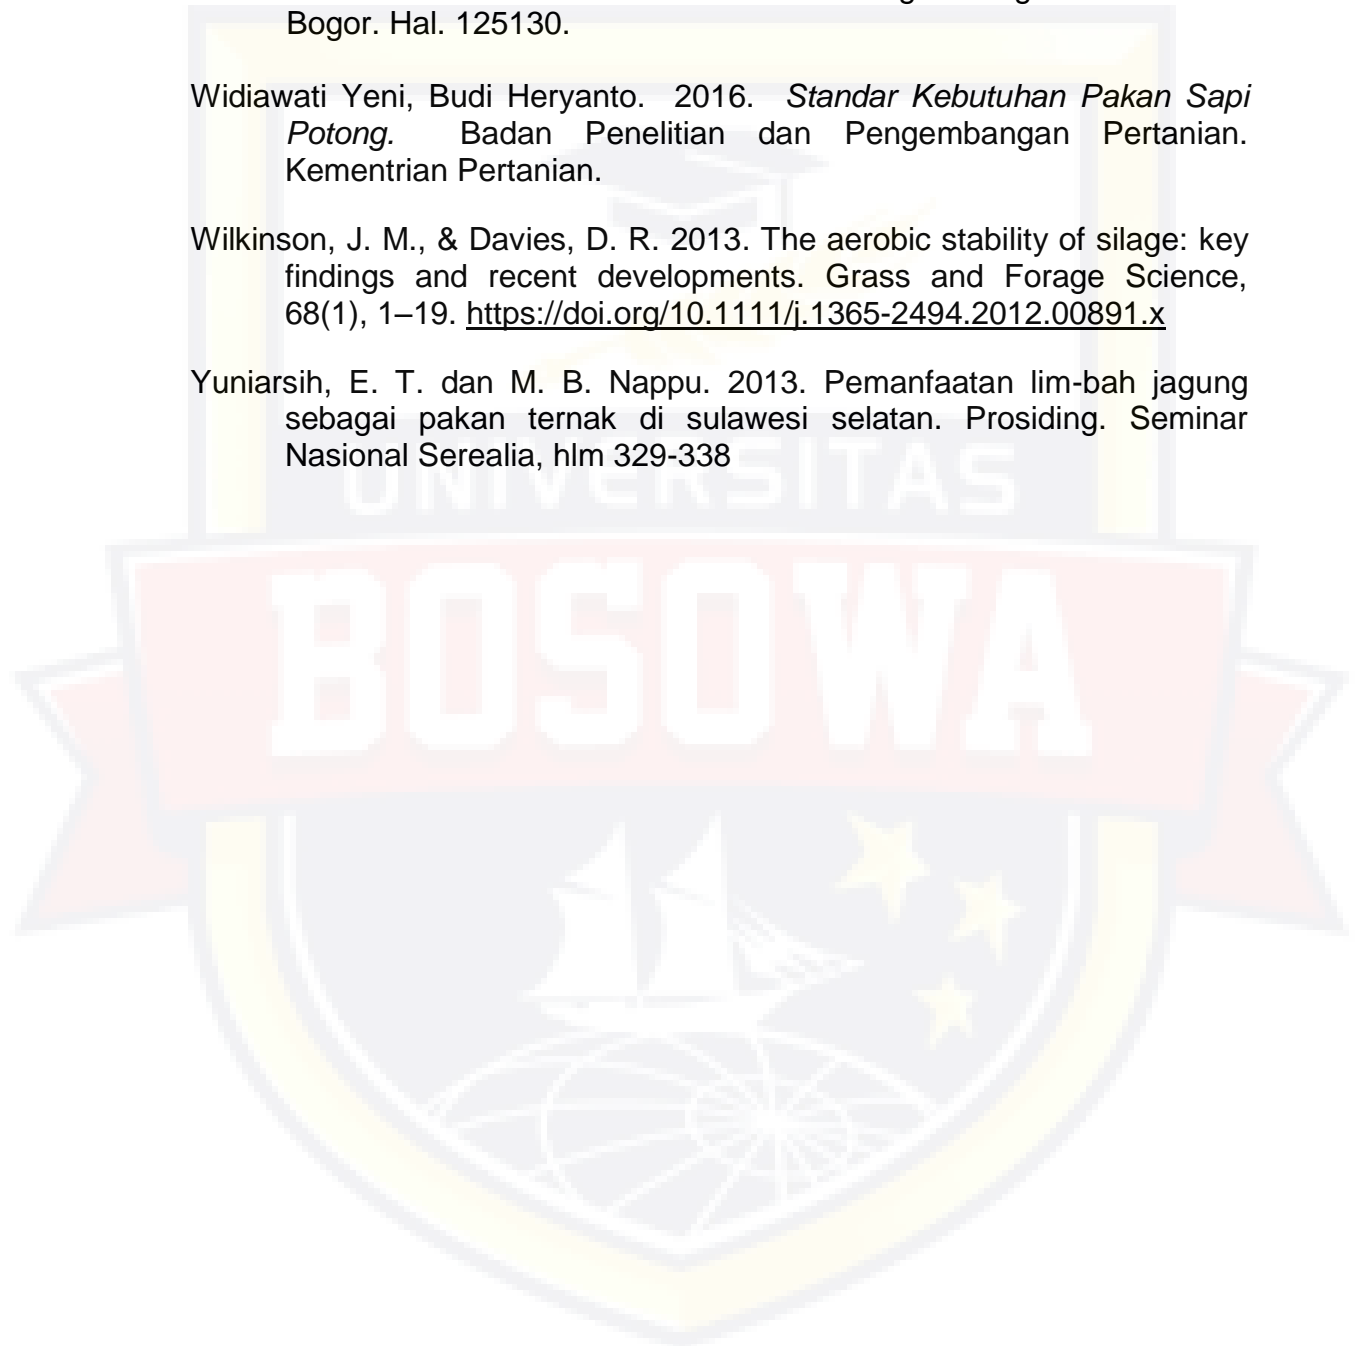 Bogor. Hal. 125130.
Widiawati Yeni, Budi Heryanto. 2016. Standar Kebutuhan Pakan Sapi
Potong. Badan Penelitian dan Pengembangan Pertanian.
Kementrian Pertanian.
Wilkinson, J. M., & Davies, D. R. 2013. The aerobic stability of silage: key
findings and recent developments. Grass and Forage Science,
68(1), 1–19. https://doi.org/10.1111/j.1365-2494.2012.00891.x
Yuniarsih, E. T. dan M. B. Nappu. 2013. Pemanfaatan lim-bah jagung
sebagai pakan ternak di sulawesi selatan. Prosiding. Seminar
Nasional Serealia, hlm 329-338
UNIVERSITAS
BOSOWA